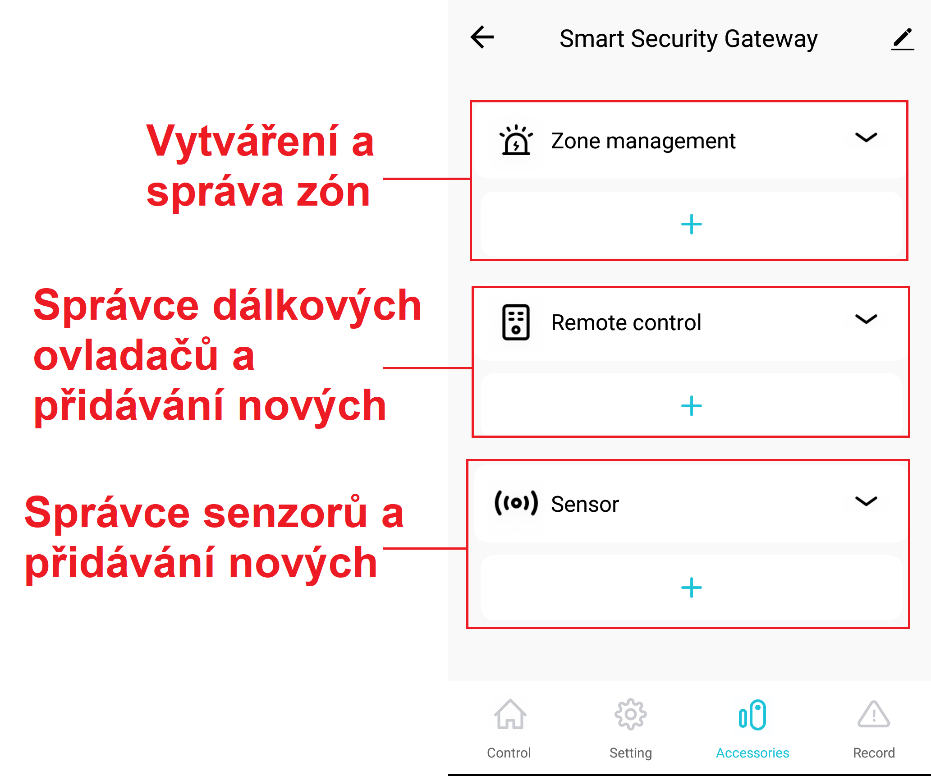 Smart Security Gateway
Vytváření a
správa zón
Zone management
+
Správce dálkových
ovladačů a
přidávání nových
Remote control
+
Správce senzorů a
přidávání nových
Sensor
+
Control
Setting
Accessories
Record